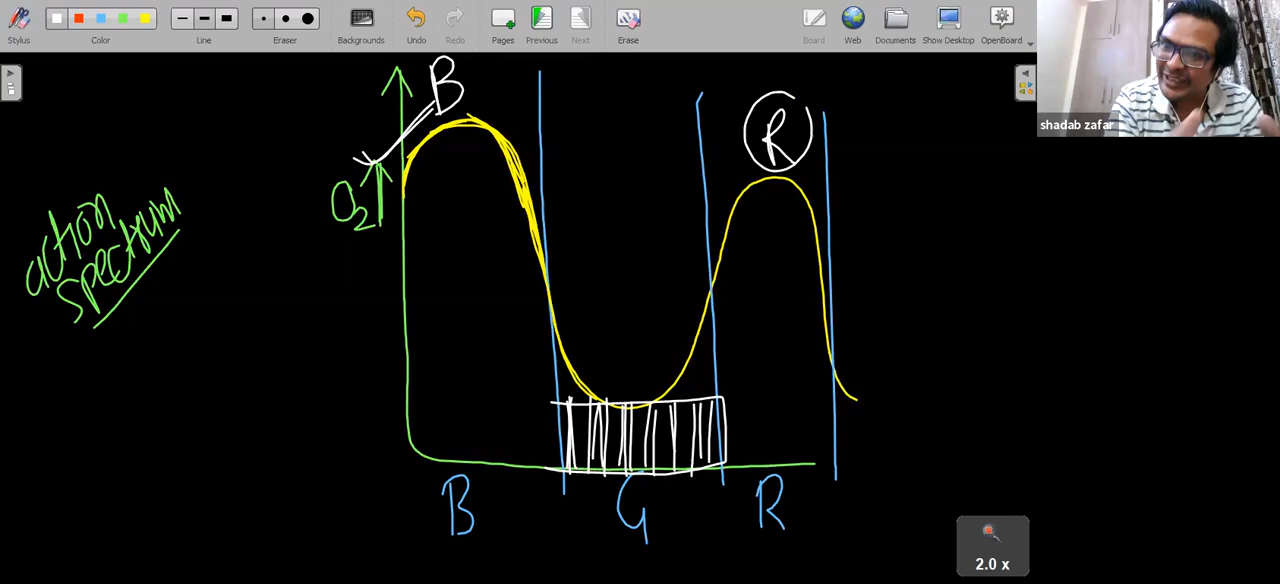 Stylus
Color
Line
Eraser
Backgrounds
Undo
Redo
Pages
Previous
Next
Erase
Board
Web
Documents
Show Desktop
OpenBoard
shadab zafar
B
R
O2
action
spectrum
B
G
R
2.0 x